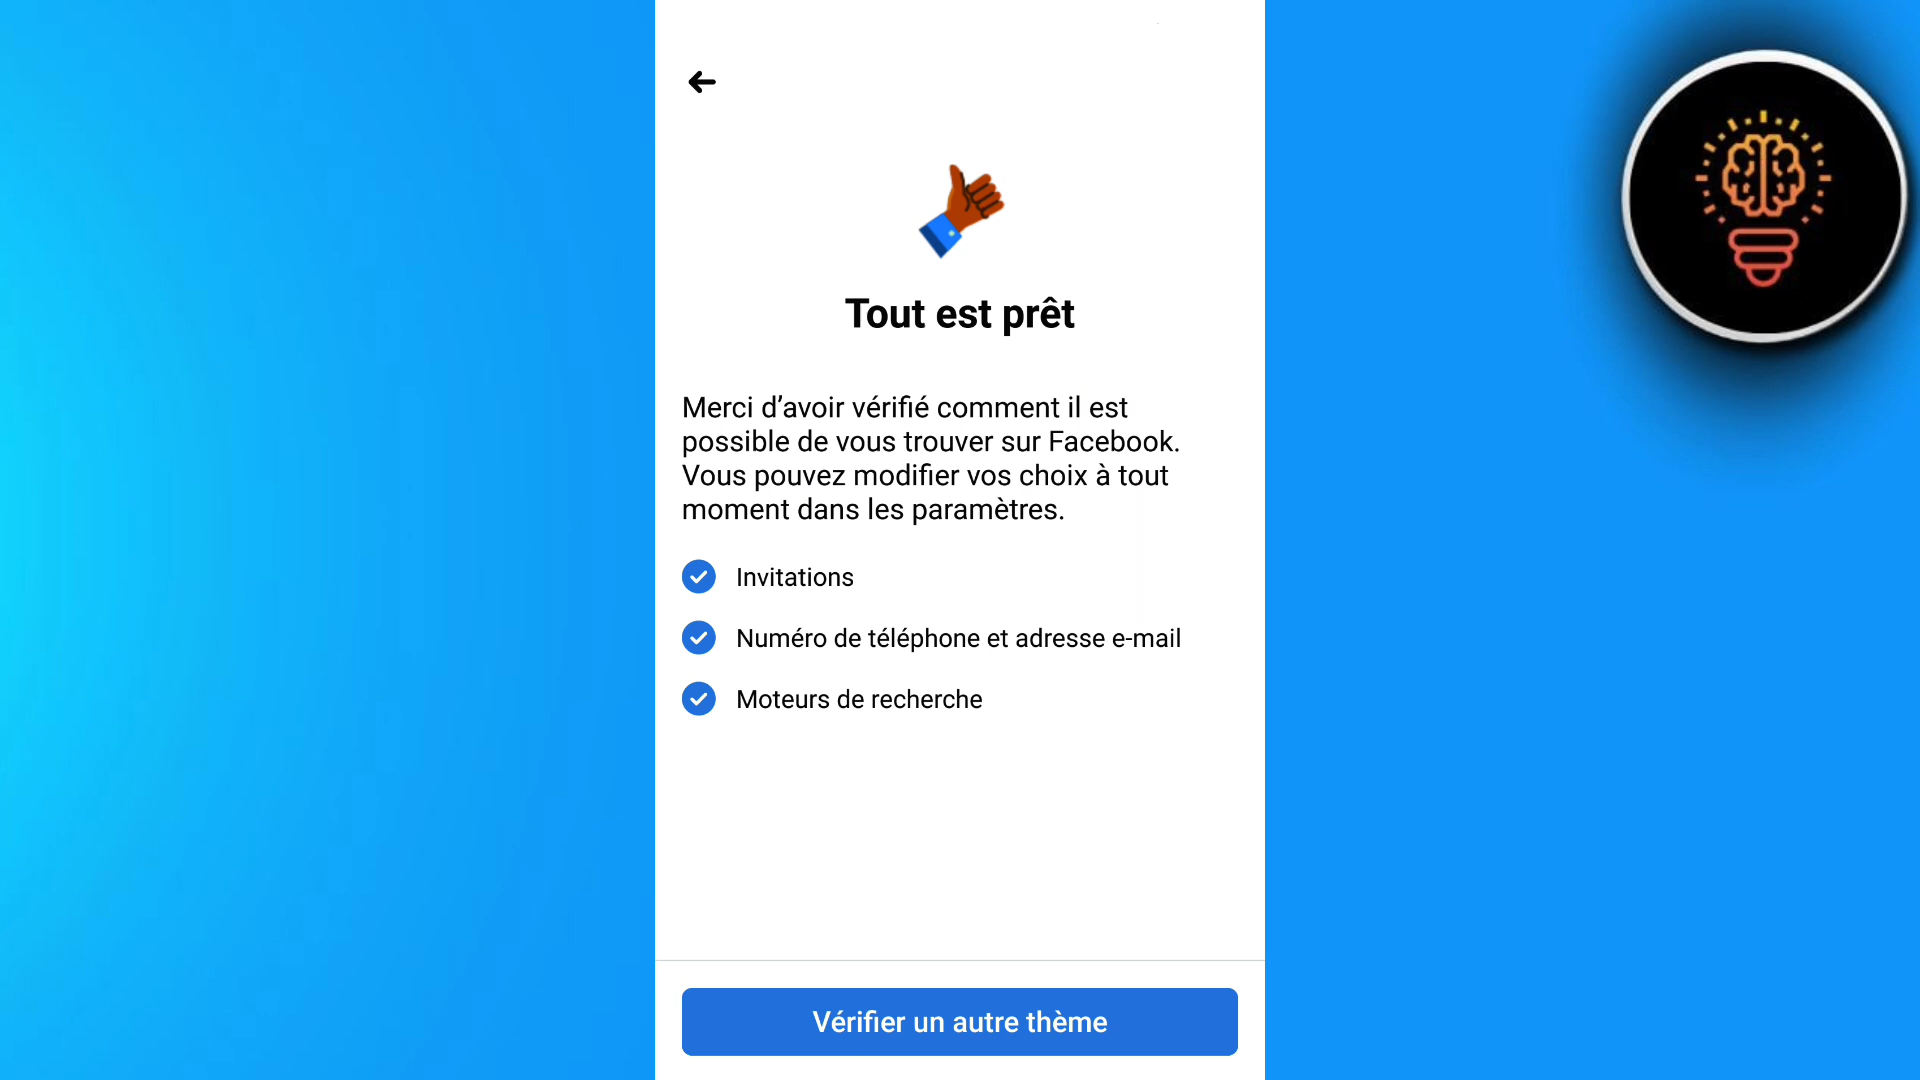 Tout est prêt
Merci d’avoir vérifié comment il est
possible de vous trouver sur Facebook.
Vous pouvez modifier vos choix à tout
moment dans les paramètres.
Invitations
Numéro de téléphone et adresse e-mail
Moteurs de recherche
Vérifier un autre thème